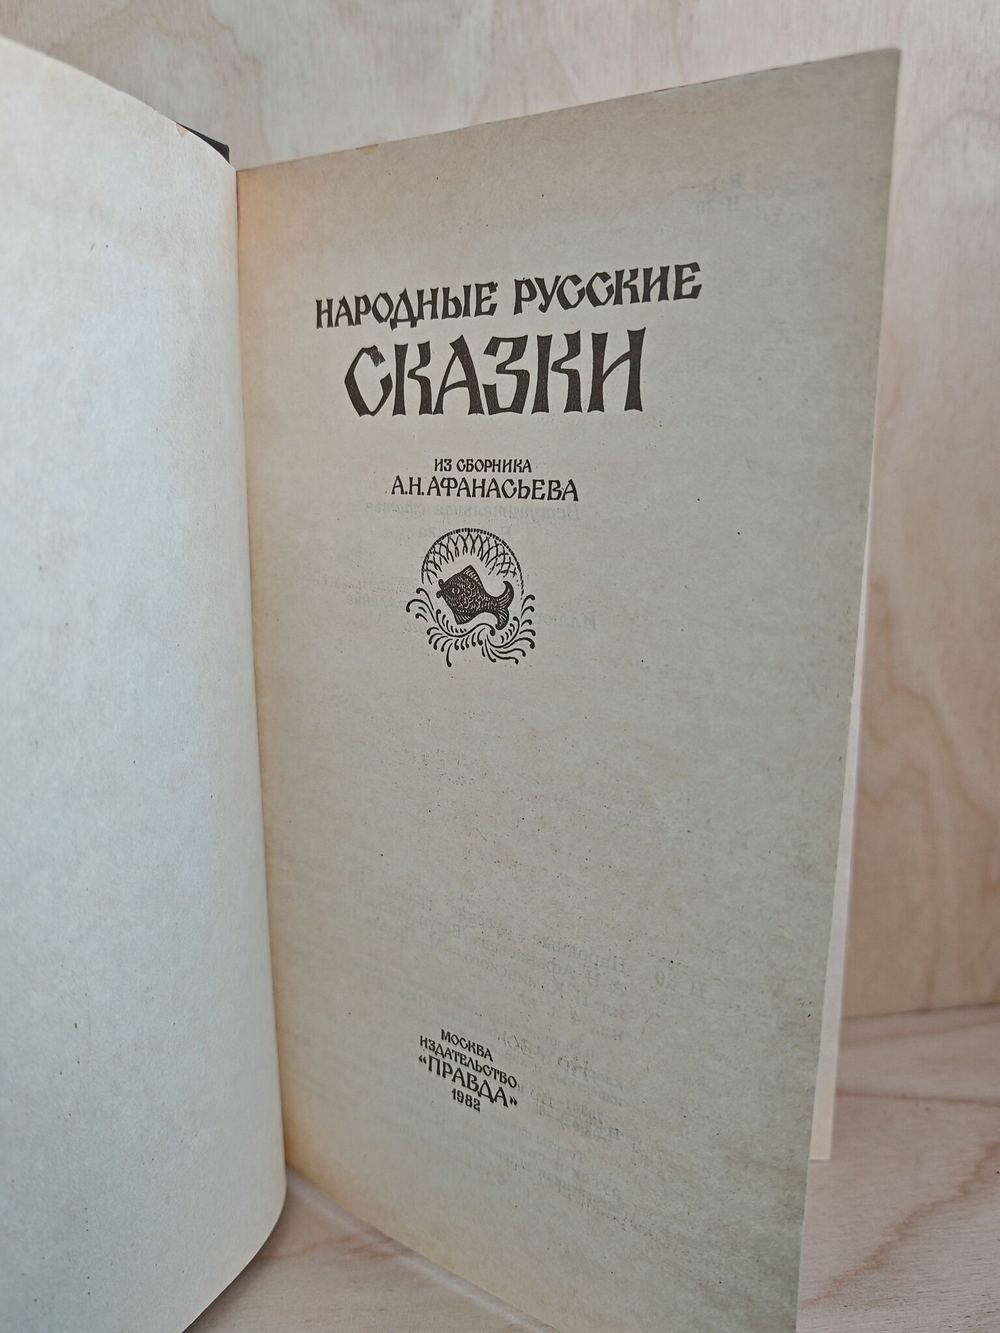 НАРОДНЫЕ РУССКИЕ
СКАЗКИ
ИЗ СБОРНИКА
А.Н. АФАНАСЬЕВА
МОСКВА
ИЗДАТЕЛЬСТВО
«ПРАВДА»
1982